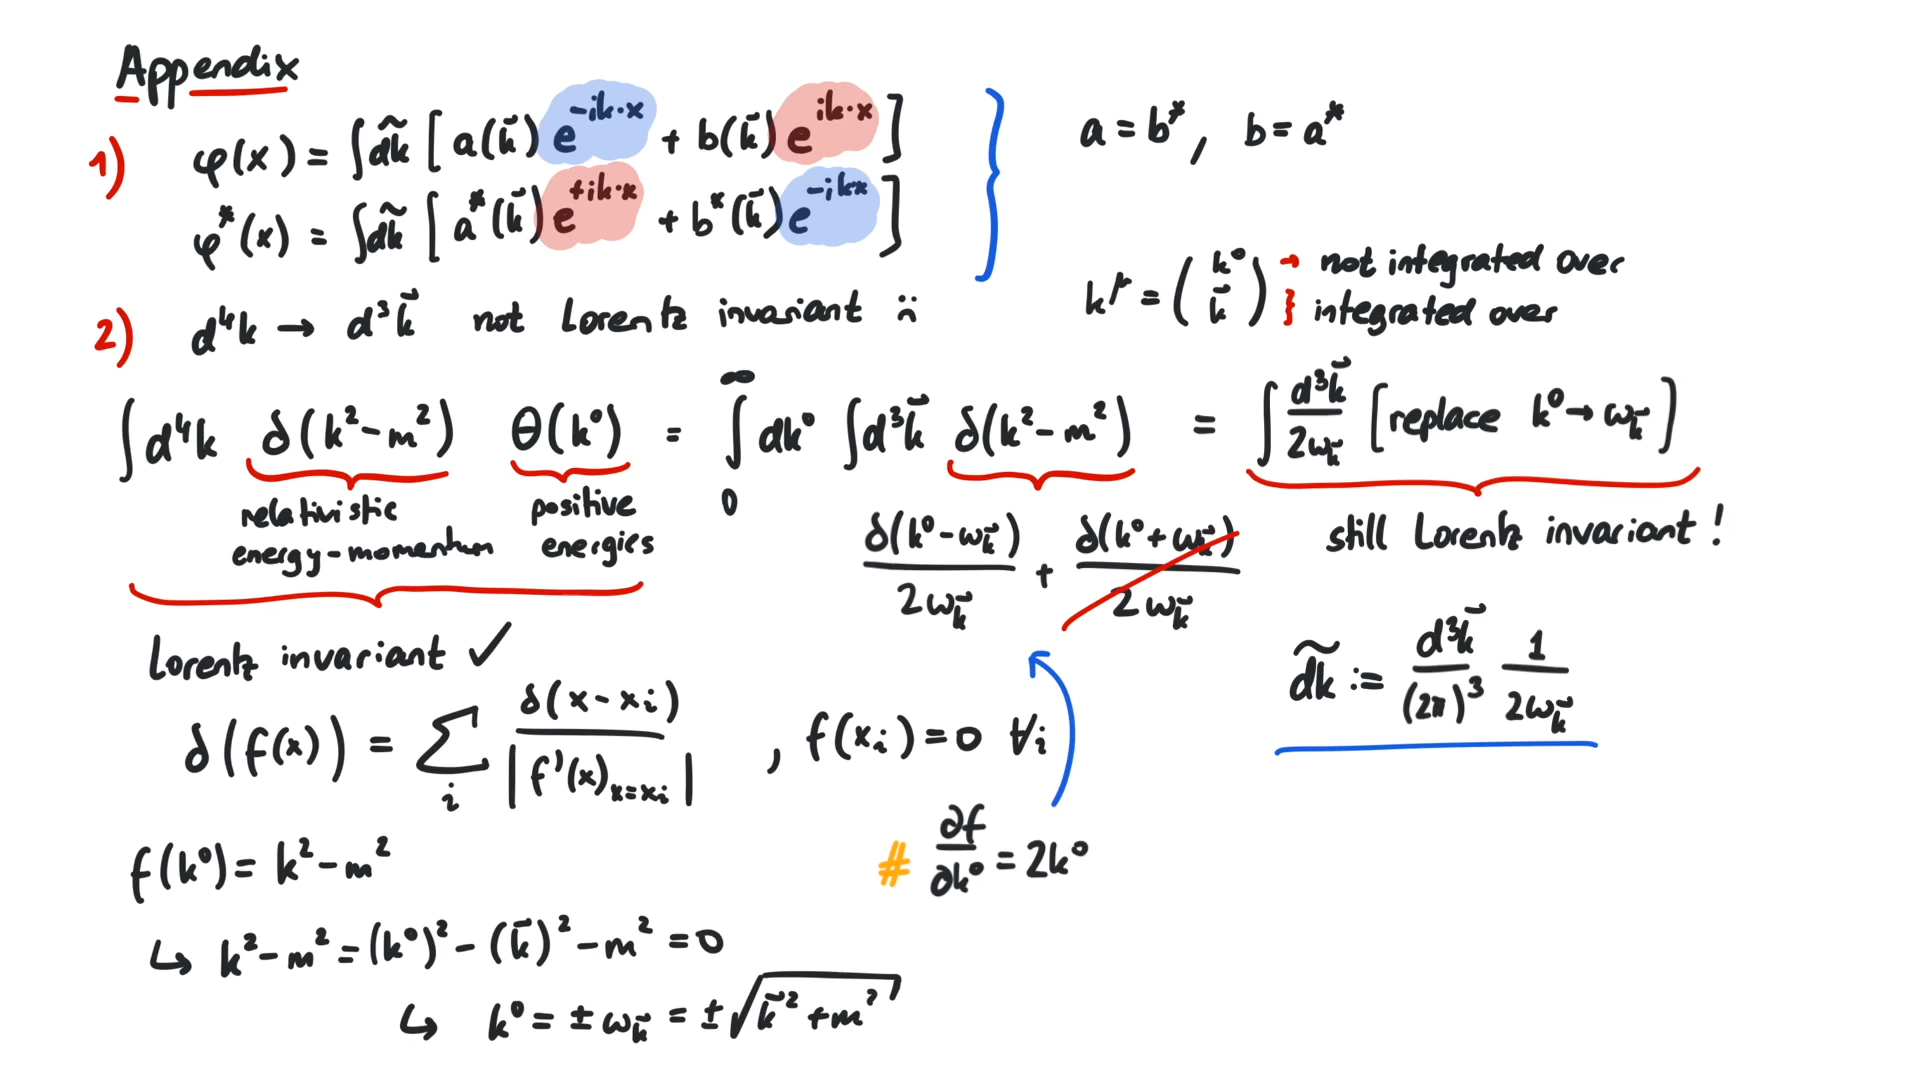 Appendix
1) φ(x) = ∫d̃k [ a(k⃗) e^{-ik·x} + b(k⃗) e^{ik·x} ]
φ*(x) = ∫d̃k [ a*(k⃗) e^{+ik·x} + b*(k⃗) e^{-ikx} ]
a = b*, b = a*
k^μ = ( k⁰ k⃗ ) → not integrated over
} integrated over
2) d⁴k → d³k⃗ not Lorentz invariant :(
∫ d⁴k δ(k²-m²) θ(k⁰) = ∫₀^∞ dk⁰ ∫d³k⃗ δ(k²-m²) = ∫ d³k⃗/2ω_k⃗ [replace k⁰ → ω_k⃗]
relativistic
energy-momentum
positive
energies
Lorentz invariant ✓
δ(k⁰-ω_k⃗)/2ω_k⃗ + δ(k⁰+ω_k⃗)/2ω_k⃗
still Lorentz invariant!
d̃k := d³k⃗/(2π)³ 1/2ω_k⃗
δ(f(x)) = Σ_i δ(x-x_i)/|f'(x)_{x=x_i}| , f(x_i)=0 ∀i
f(k⁰) = k²-m²
# ∂f/∂k⁰ = 2k⁰
↳ k²-m² = (k⁰)² - (k⃗)² - m² = 0
↳ k⁰ = ± ω_k⃗ = ± √(k⃗² + m²)